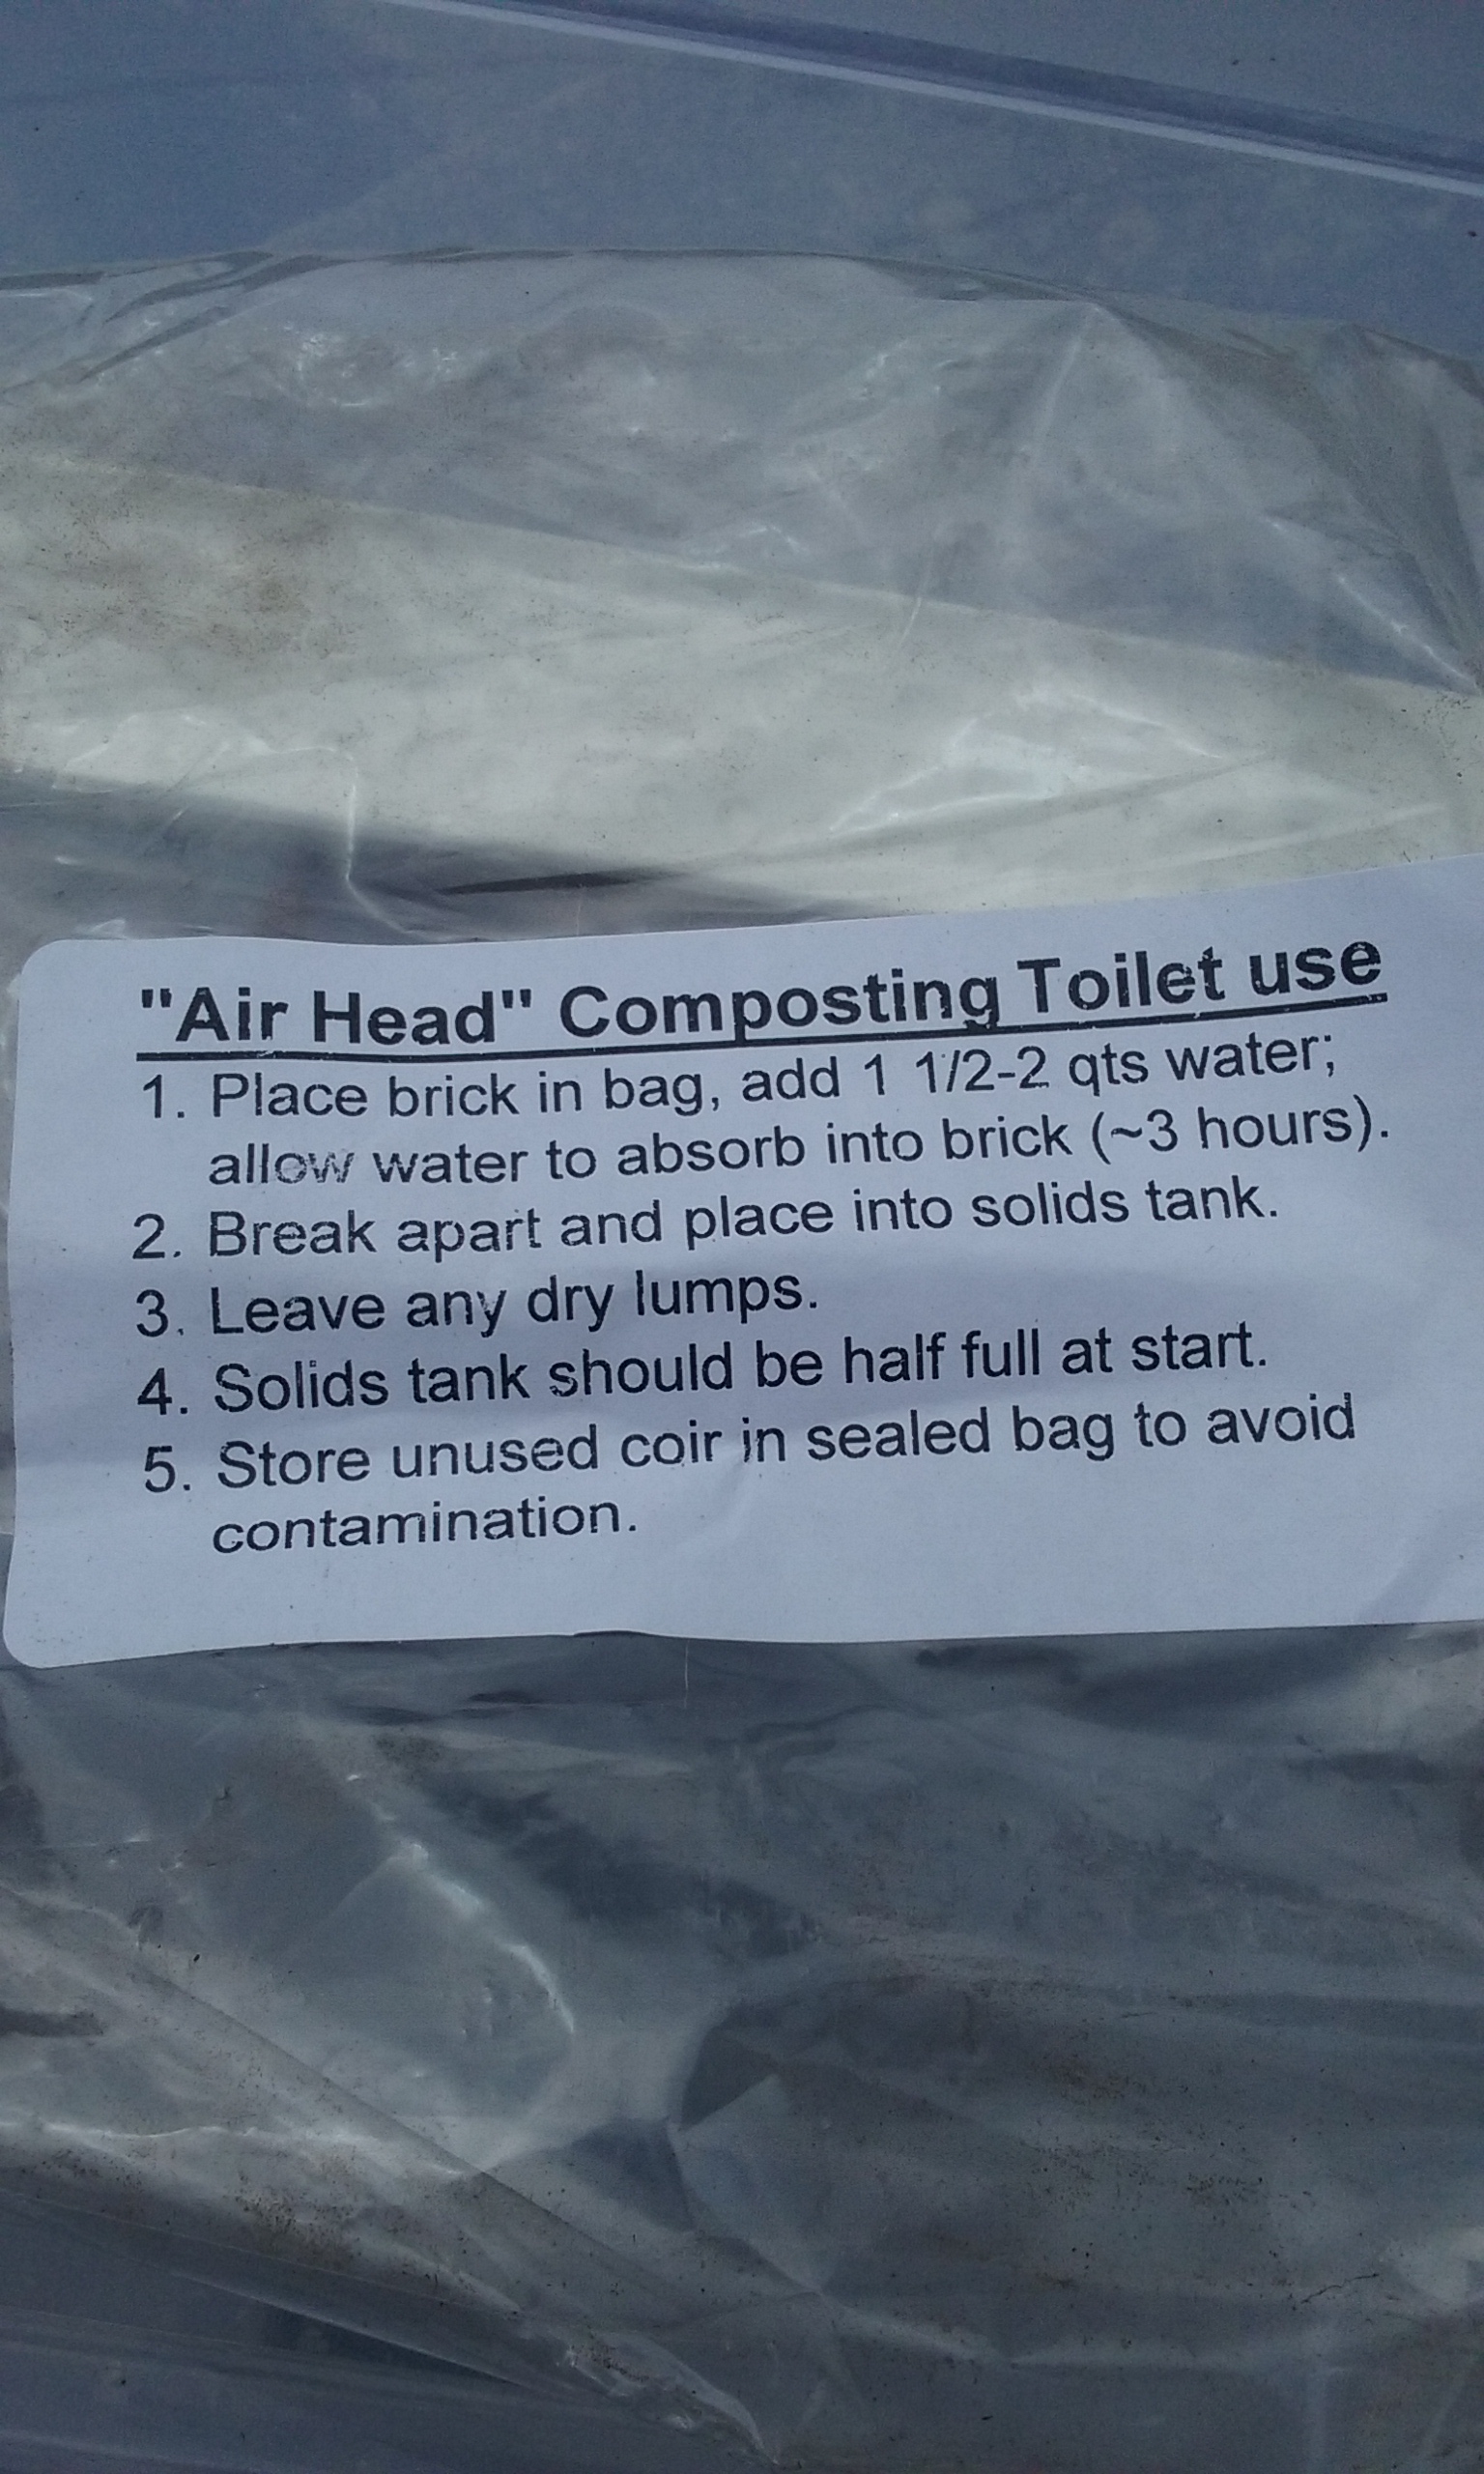 "Air Head" Composting Toilet use
1. Place brick in bag, add 1 1/2-2 qts water;
allow water to absorb into brick (~3 hours).
2. Break apart and place into solids tank.
3. Leave any dry lumps.
4. Solids tank should be half full at start.
5. Store unused coir in sealed bag to avoid
contamination.